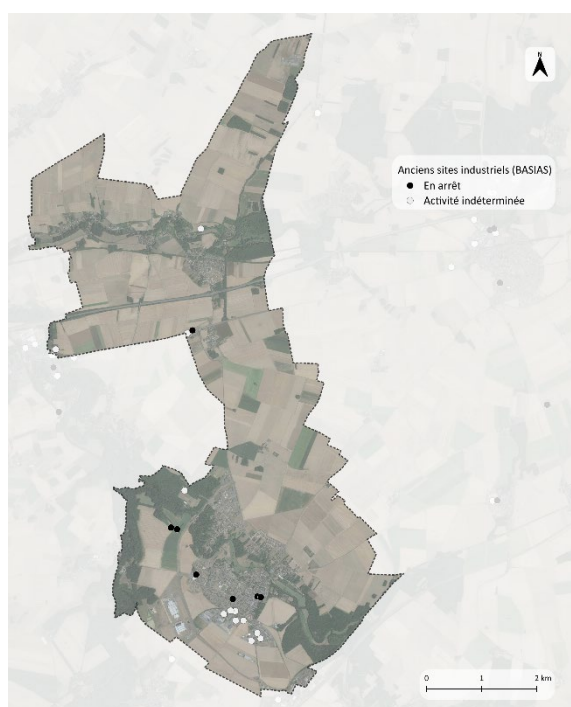 N
Anciens sites industriels (BASIAS)
En arrêt
Activité indéterminée
0 1 2 km